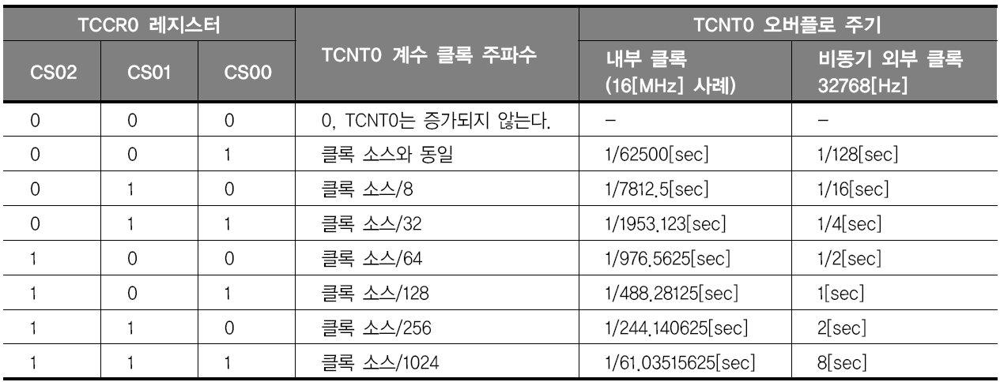 TCCR0 레지스터 TCNT0 계수 클록 주파수 TCNT0 오버플로 주기
CS02 CS01 CS00 내부 클록 (16[MHz] 사례) 비동기 외부 클록 32768[Hz]
0 0 0 0, TCNT0는 증가되지 않는다. – –
0 0 1 클록 소스와 동일 1/62500[sec] 1/128[sec]
0 1 0 클록 소스/8 1/7812.5[sec] 1/16[sec]
0 1 1 클록 소스/32 1/1953.123[sec] 1/4[sec]
1 0 0 클록 소스/64 1/976.5625[sec] 1/2[sec]
1 0 1 클록 소스/128 1/488.28125[sec] 1[sec]
1 1 0 클록 소스/256 1/244.140625[sec] 2[sec]
1 1 1 클록 소스/1024 1/61.03515625[sec] 8[sec]